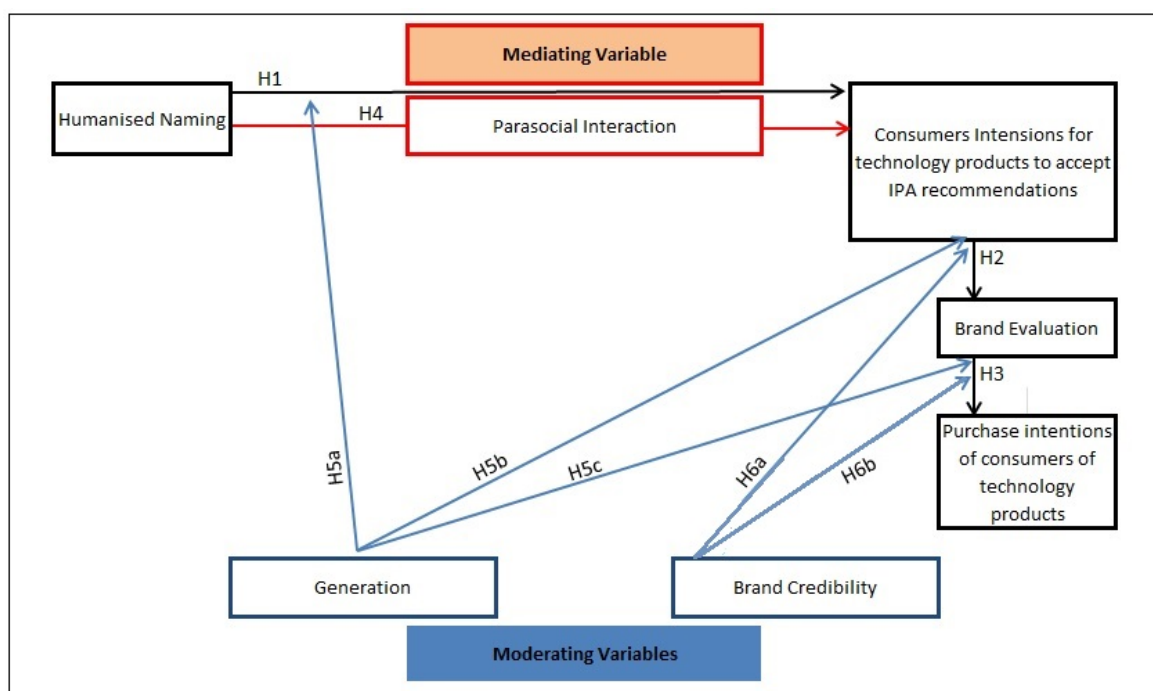 Mediating Variable
H1
Humanised Naming
H4
Parasocial Interaction
Consumers Intensions for
technology products to accept
IPA recommendations
H2
Brand Evaluation
H3
Purchase intentions
of consumers of
technology
products
H5a
H5b
H5c
H6a
H6b
Generation
Brand Credibility
Moderating Variables